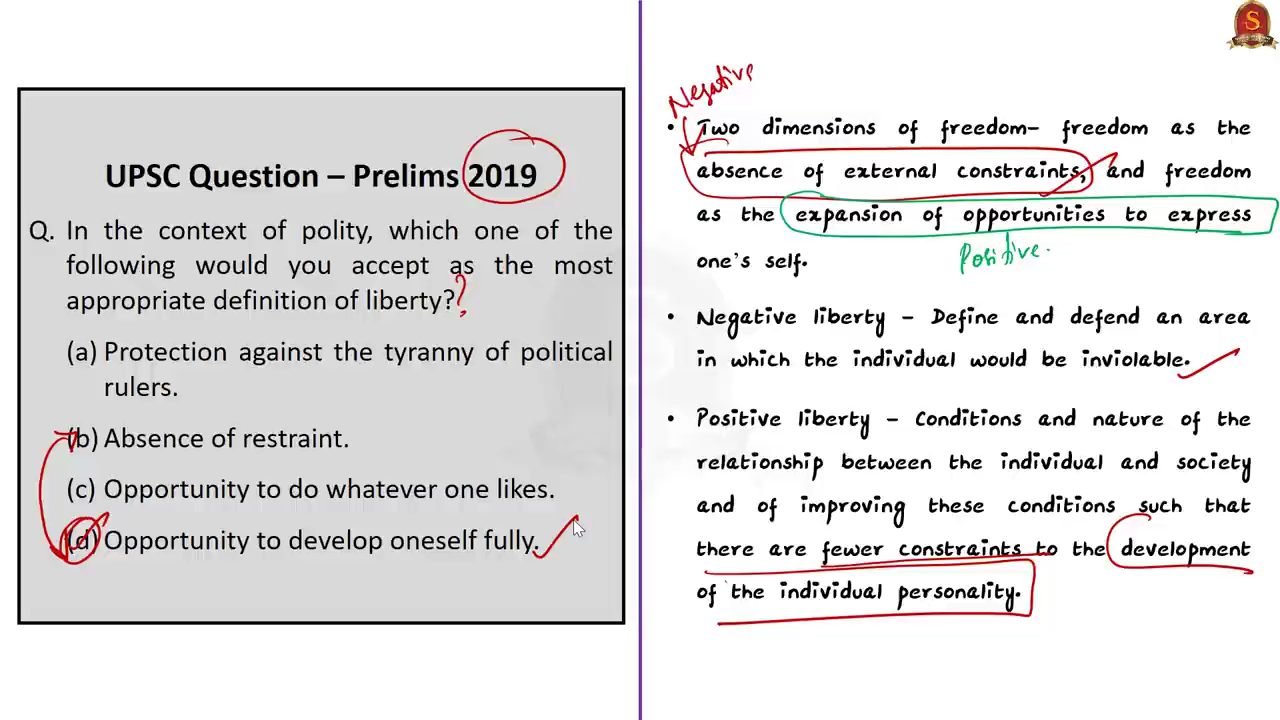 UPSC Question – Prelims 2019
Q. In the context of polity, which one of the
following would you accept as the most
appropriate definition of liberty?
?
(a) Protection against the tyranny of political
rulers.
(b) Absence of restraint.
(c) Opportunity to do whatever one likes.
(d) Opportunity to develop oneself fully.
Negative
• Two dimensions of freedom– freedom as the
absence of external constraints, and freedom
as the expansion of opportunities to express
one's self.
Positive.
• Negative liberty – Define and defend an area
in which the individual would be inviolable.
• Positive liberty – Conditions and nature of the
relationship between the individual and society
and of improving these conditions such that
there are fewer constraints to the development
of the individual personality.
S